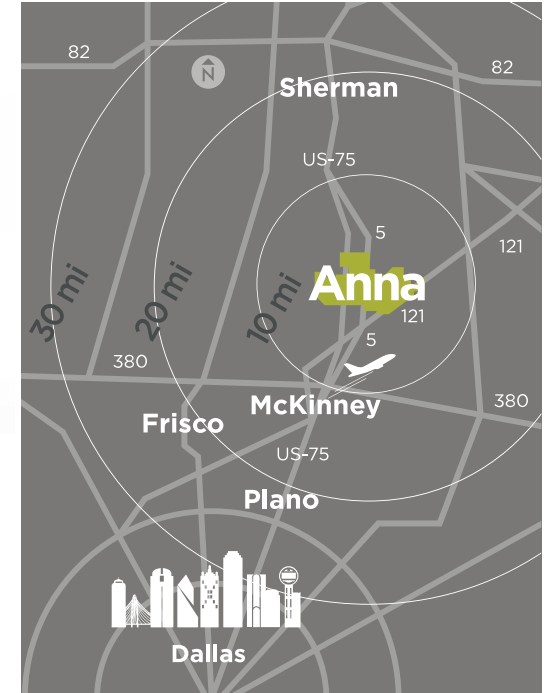 82
N
82
Sherman
US-75
5
121
Anna
30 mi
20 mi
10 mi
121
5
380
McKinney
380
Frisco
US-75
Plano
Dallas